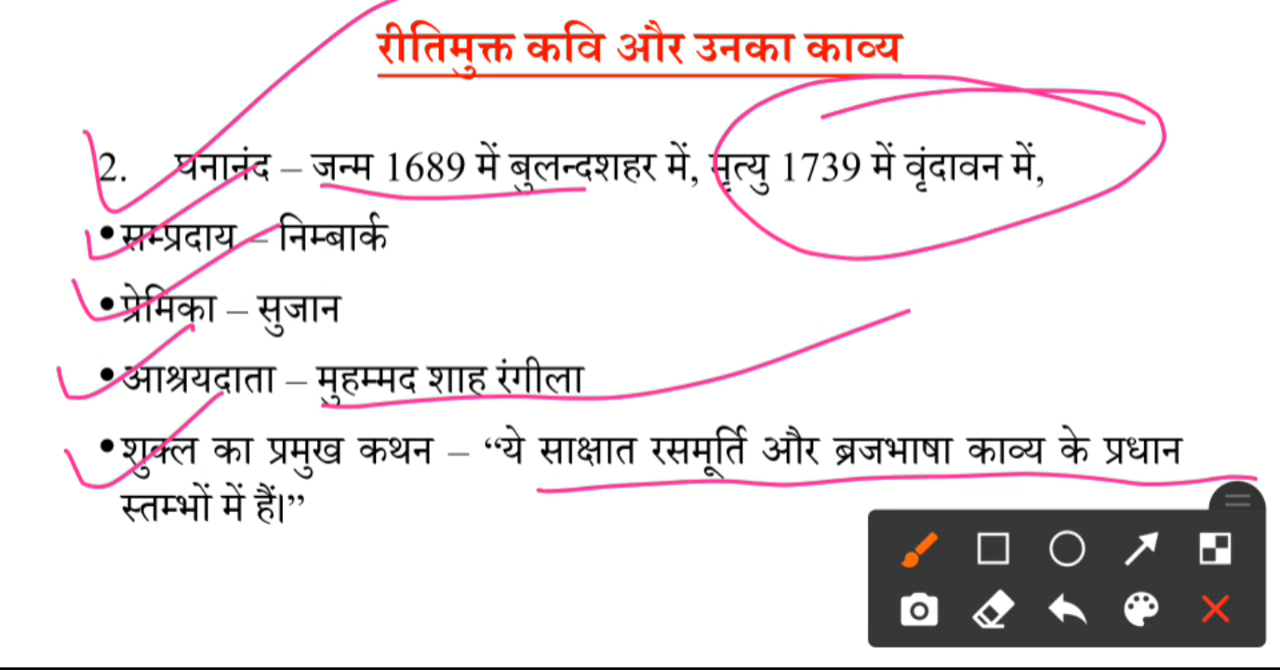 रीतिमुक्त कवि और उनका काव्य
2. घनानंद – जन्म 1689 में बुलन्दशहर में, मृत्यु 1739 में वृंदावन में,
•सम्प्रदाय – निम्बार्क
•प्रेमिका – सुजान
•आश्रयदाता – मुहम्मद शाह रंगीला
•शुक्ल का प्रमुख कथन – “ये साक्षात रसमूर्ति और ब्रजभाषा काव्य के प्रधान
स्तम्भों में हैं।”